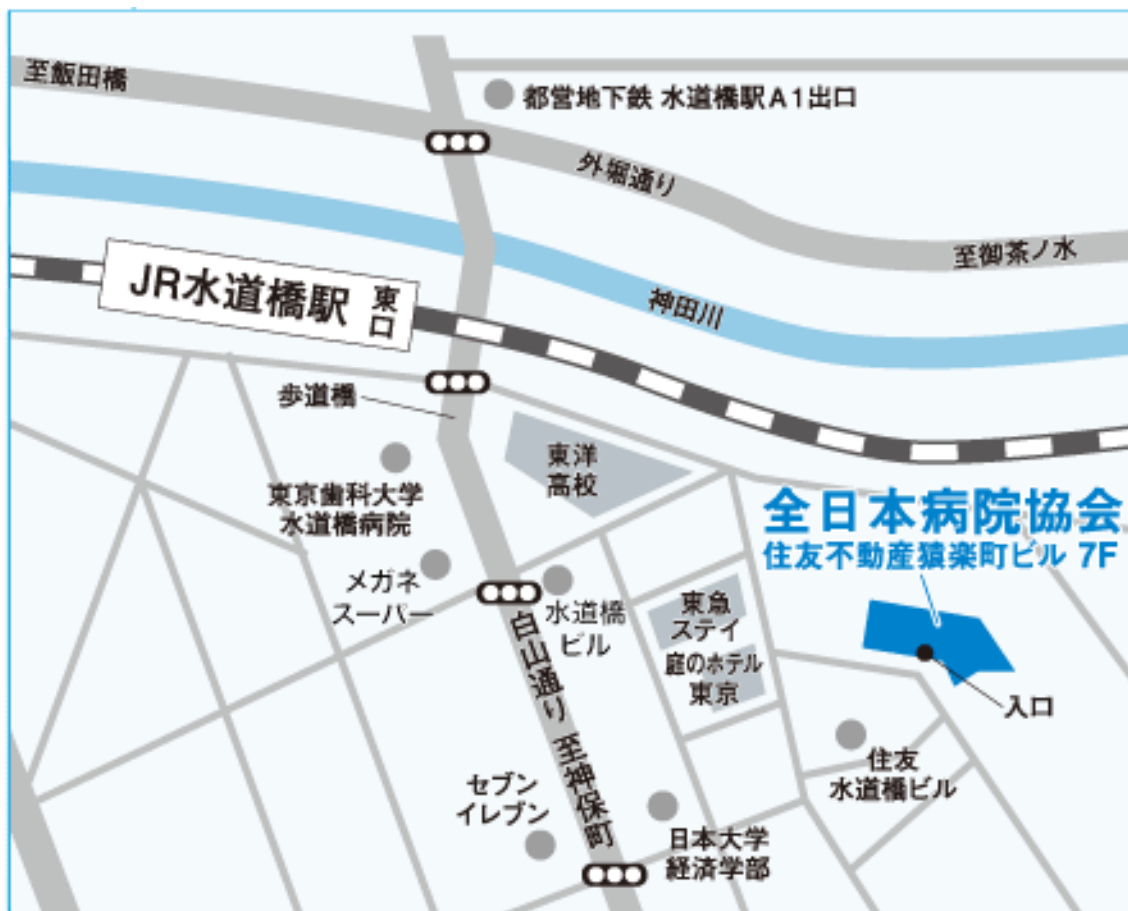 至飯田橋
都営地下鉄 水道橋駅A1出口
外堀通り
至御茶ノ水
JR水道橋駅
東口
神田川
歩道橋
東洋
高校
東京歯科大学
水道橋病院
全日本病院協会
住友不動産猿楽町ビル 7F
メガネ
スーパー
水道橋
ビル
東急
ステイ
庭のホテル
東京
白山通り
至神保町
入口
住友
水道橋ビル
セブン
イレブン
日本大学
経済学部